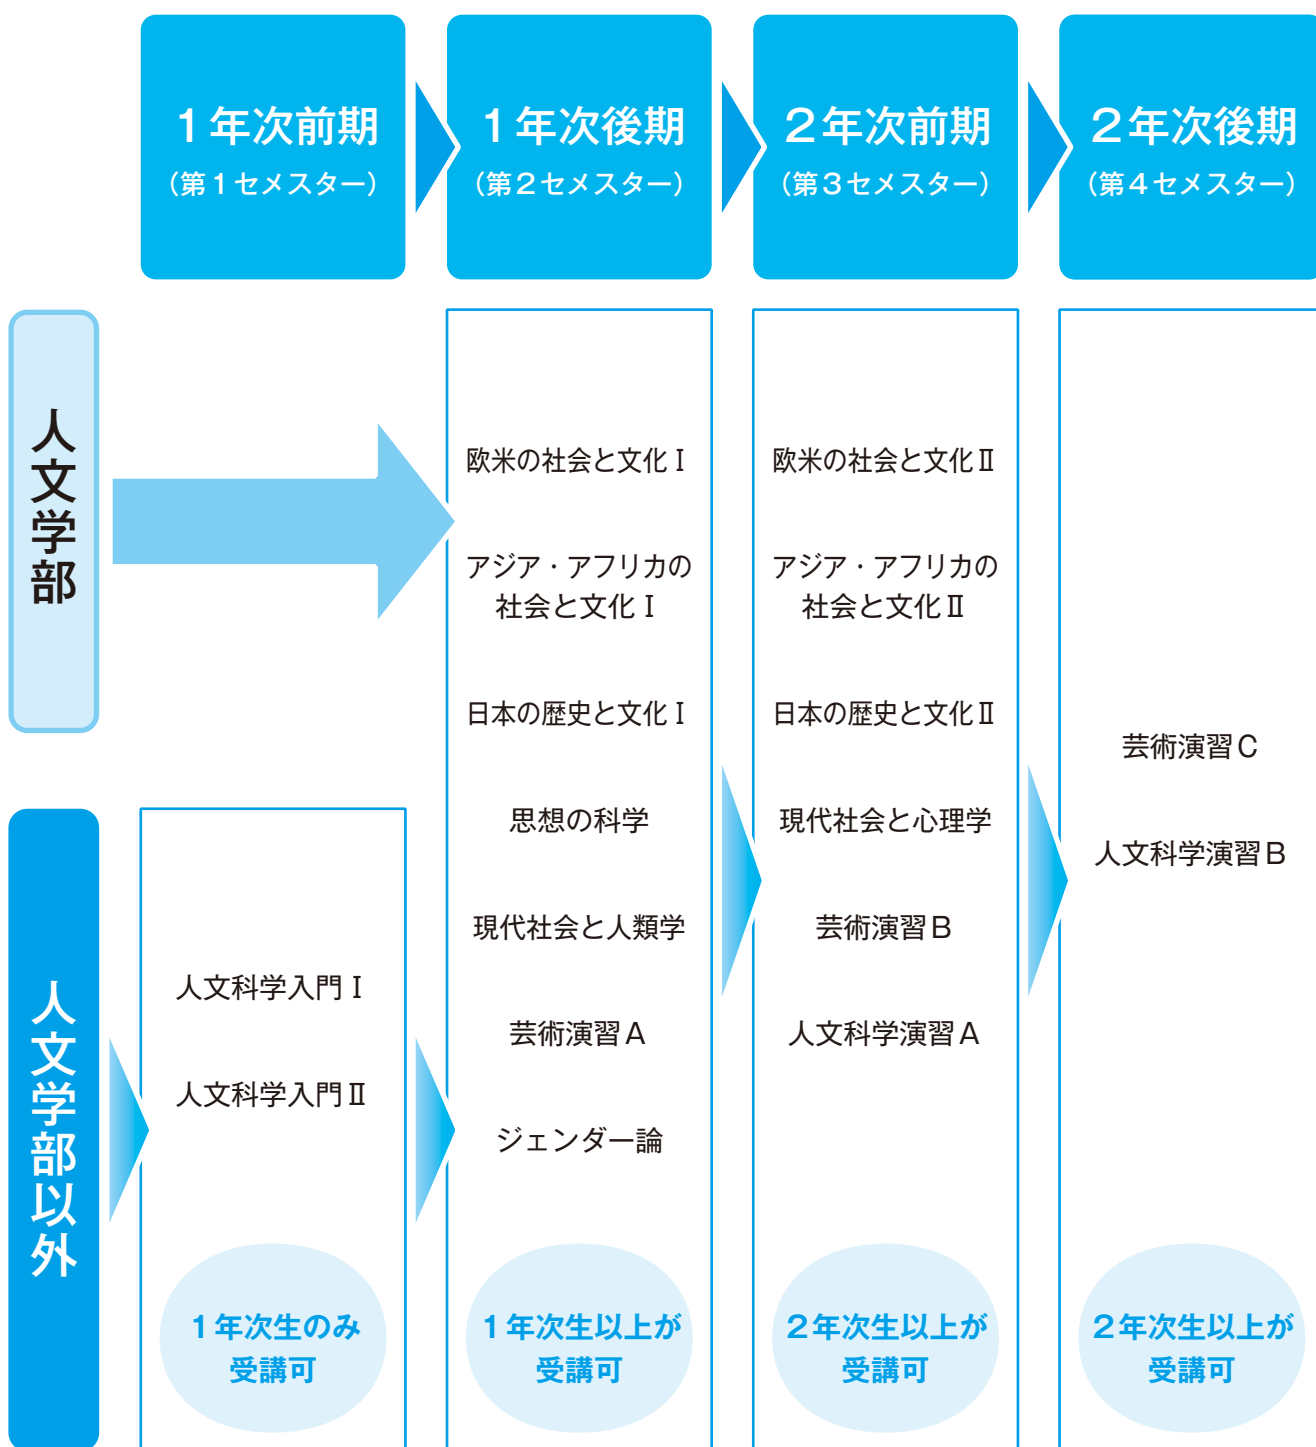 1年次前期
（第1セメスター）
1年次後期
（第2セメスター）
2年次前期
（第3セメスター）
2年次後期
（第4セメスター）
人文学部
人文学部以外
人文科学入門Ⅰ
人文科学入門Ⅱ
1年次生のみ
受講可
欧米の社会と文化Ⅰ
アジア・アフリカの
社会と文化Ⅰ
日本の歴史と文化Ⅰ
思想の科学
現代社会と人類学
芸術演習A
ジェンダー論
1年次生以上が
受講可
欧米の社会と文化Ⅱ
アジア・アフリカの
社会と文化Ⅱ
日本の歴史と文化Ⅱ
現代社会と心理学
芸術演習B
人文科学演習A
2年次生以上が
受講可
芸術演習C
人文科学演習B
2年次生以上が
受講可